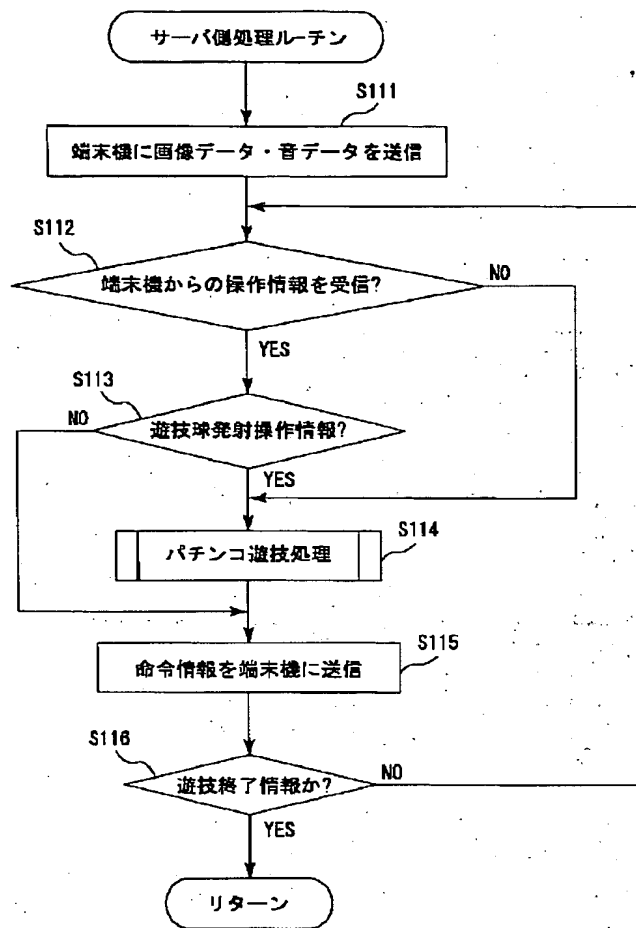 サーバ側処理ルーチン
S111
端末機に画像データ・音データを送信
S112
端末機からの操作情報を受信?
NO
YES
S113
NO
遊技球発射操作情報?
YES
S114
パチンコ遊技処理
S115
命令情報を端末機に送信
S116
遊技終了情報か?
NO
YES
リターン